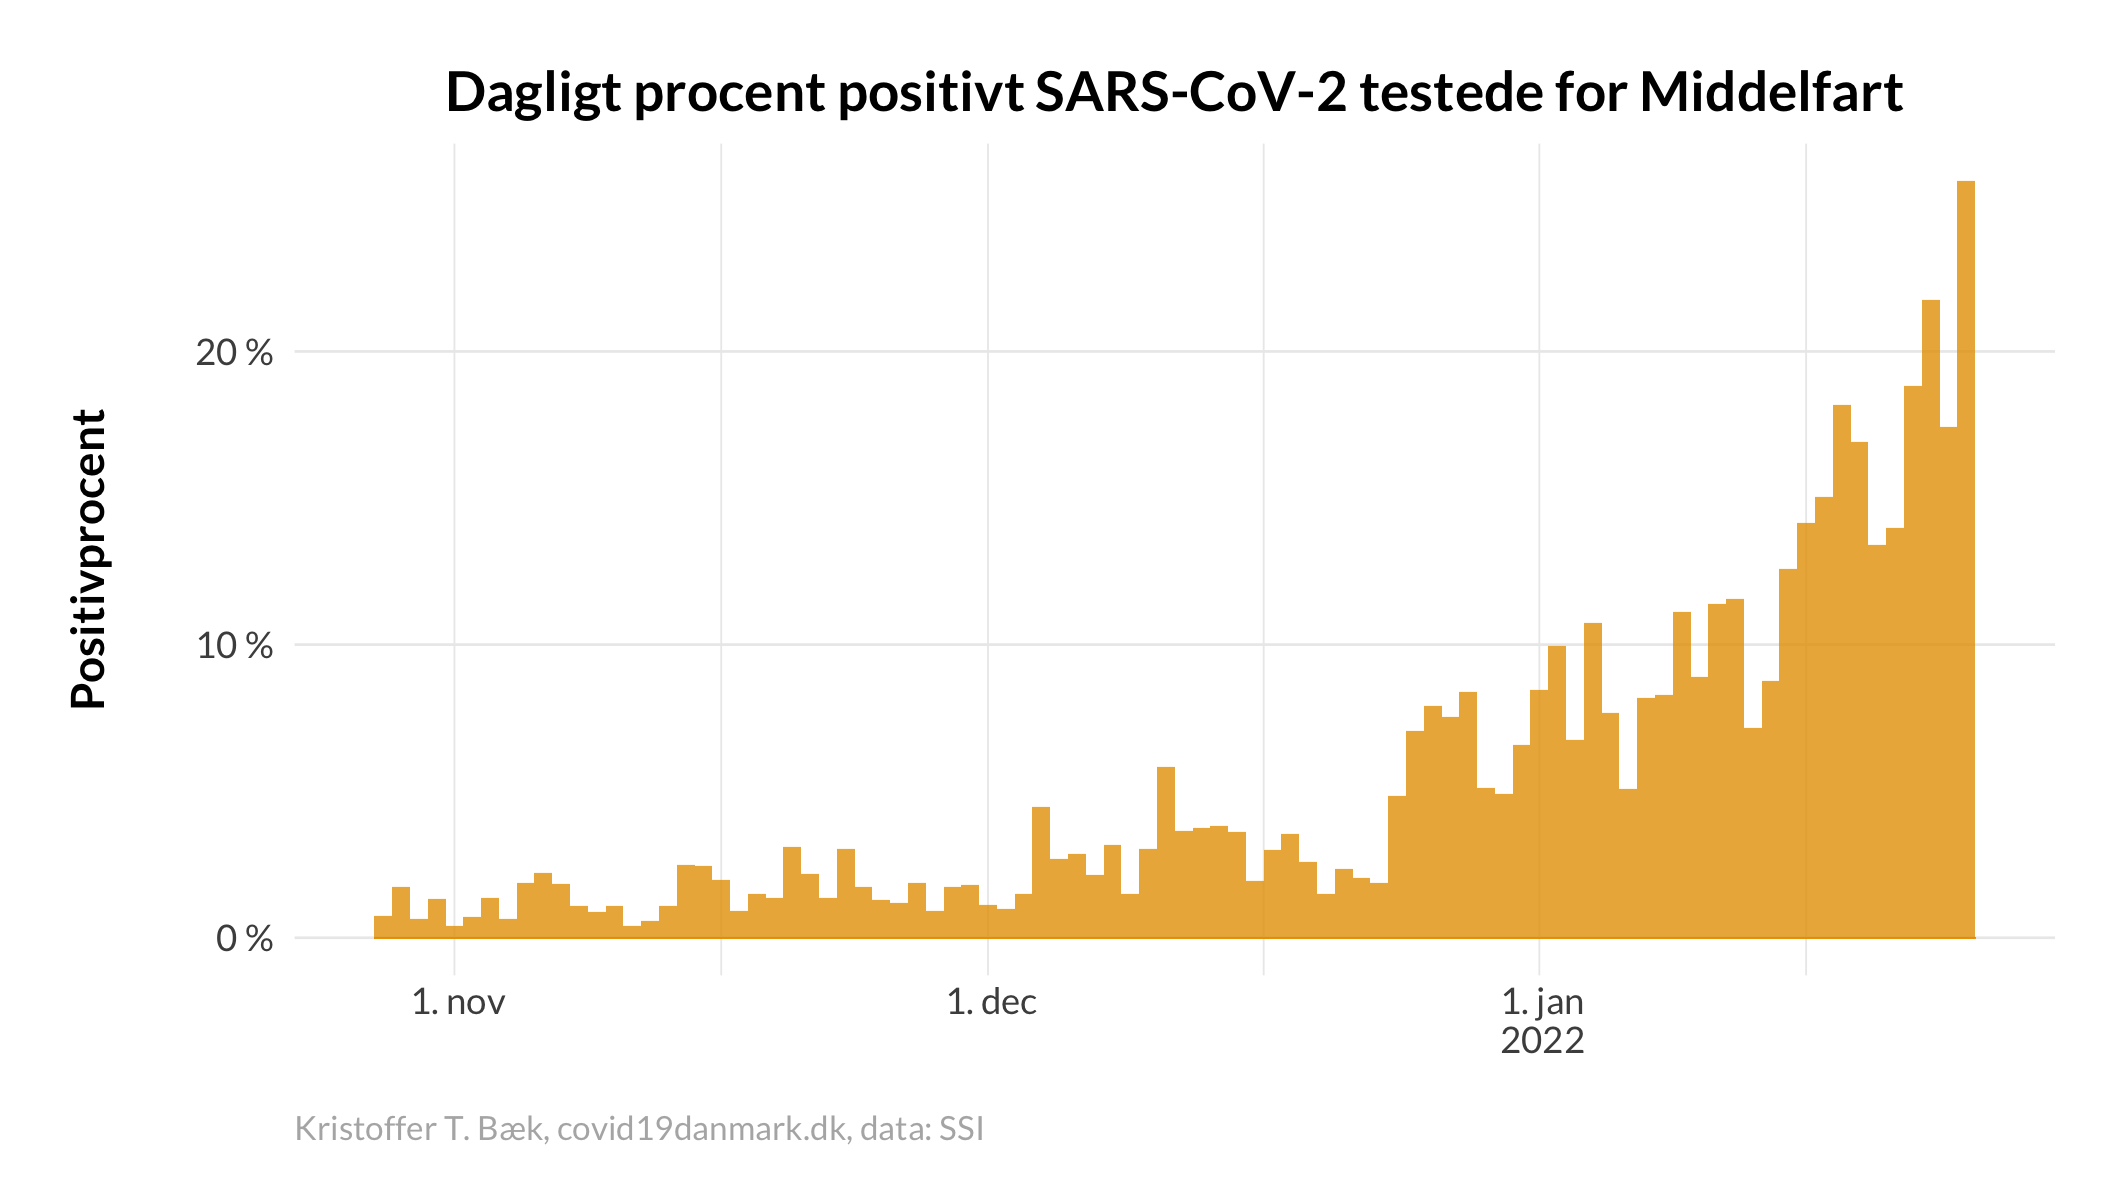 Dagligt procent positivt SARS-CoV-2 testede for Middelfart
Positivprocent
20 %
10 %
0 %
1. nov
1. dec
1. jan
2022
Kristoffer T. Bæk, covid19danmark.dk, data: SSI